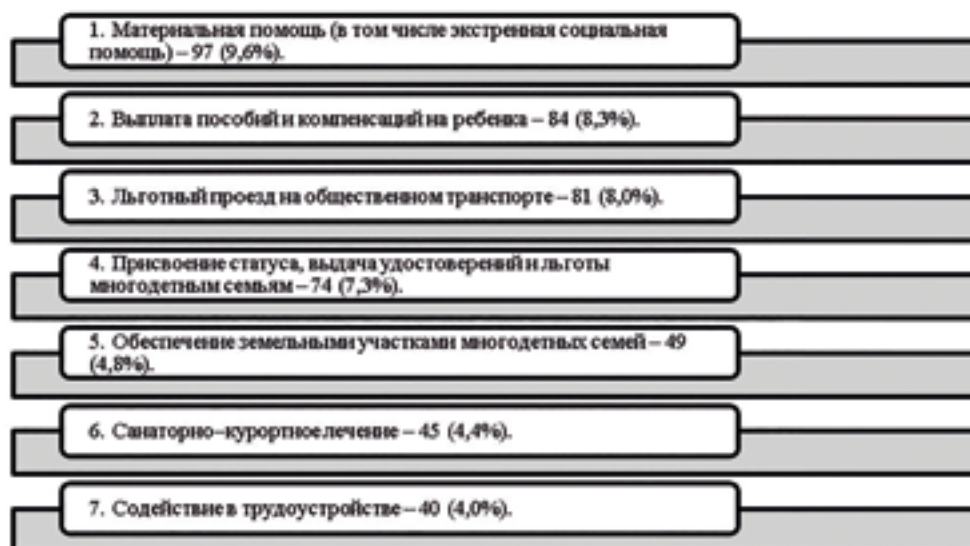 1. Материальная помощь (в том числе экстренная социальная
помощь) – 97 (9,6%).
2. Выплата пособий и компенсаций на ребенка – 84 (8,3%).
3. Льготный проезд на общественном транспорте – 81 (8,0%).
4. Присвоение статуса, выдача удостоверений и льготы
многодетным семьям – 74 (7,3%).
5. Обеспечение земельными участками многодетных семей – 49
(4,8%).
6. Санаторно–курортное лечение – 45 (4,4%).
7. Содействие в трудоустройстве – 40 (4,0%).